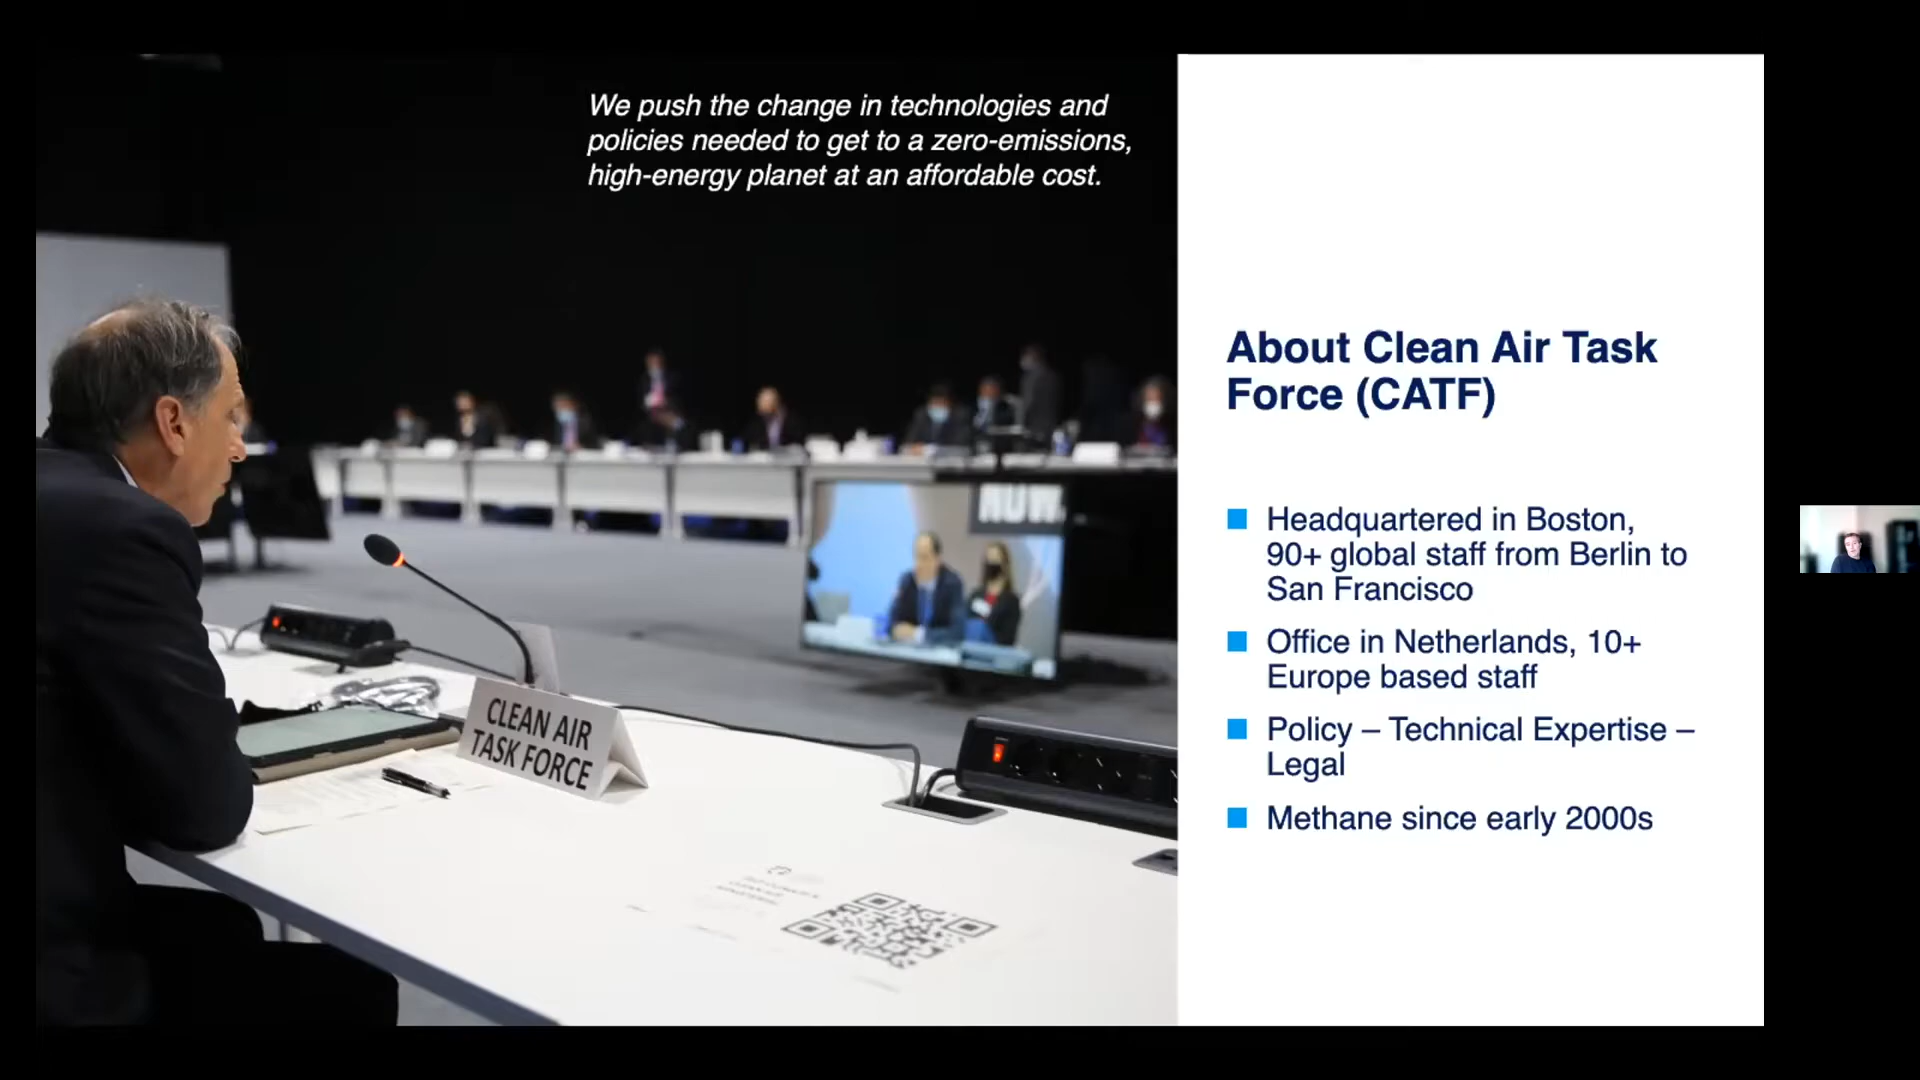 We push the change in technologies and
policies needed to get to a zero-emissions,
high-energy planet at an affordable cost.
About Clean Air Task
Force (CATF)
■ Headquartered in Boston,
90+ global staff from Berlin to
San Francisco
■ Office in Netherlands, 10+
Europe based staff
■ Policy – Technical Expertise –
Legal
■ Methane since early 2000s
CLEAN AIR
TASK FORCE